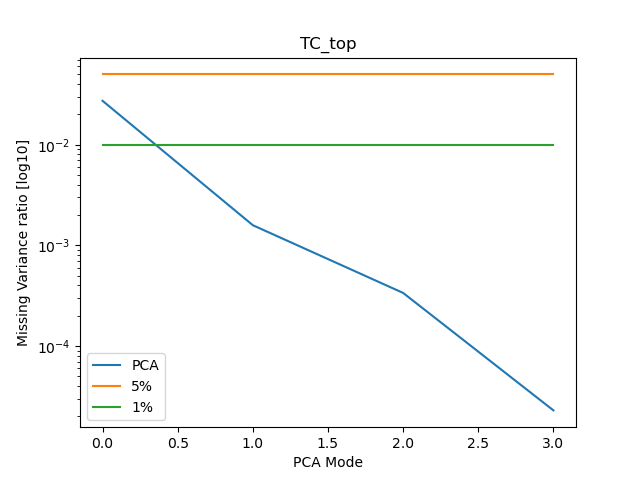 TC_top
Missing Variance ratio [log10]
10⁻²
10⁻³
10⁻⁴
PCA
5%
1%
0.0 0.5 1.0 1.5 2.0 2.5 3.0
PCA Mode